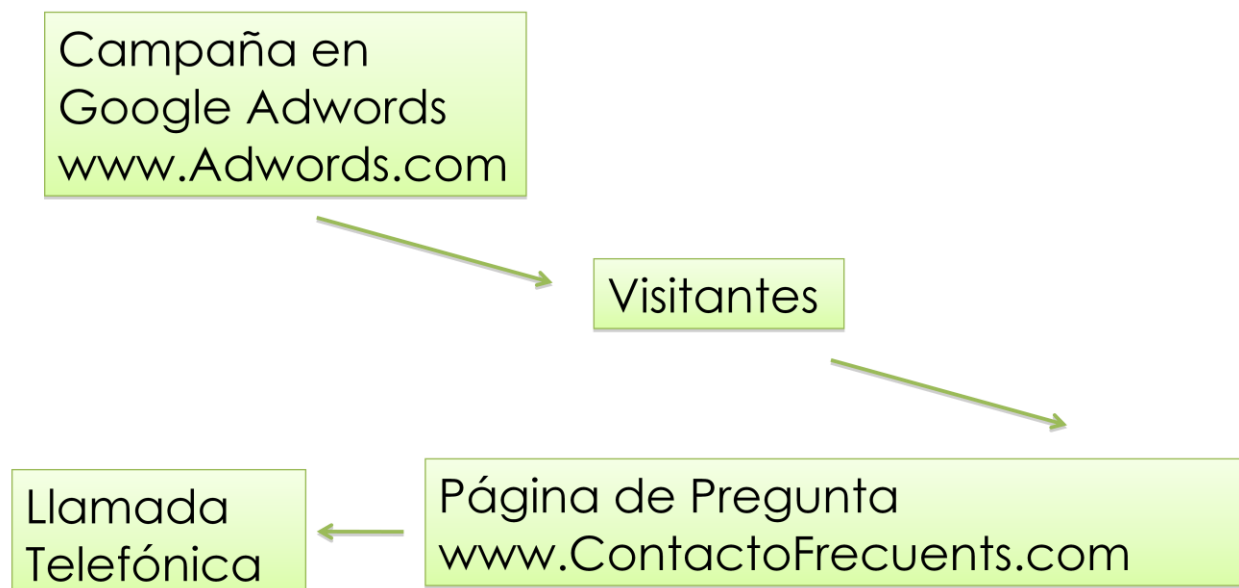 Campaña en
Google Adwords
www.Adwords.com
Visitantes
Página de Pregunta
www.ContactoFrecuents.com
Llamada
Telefónica